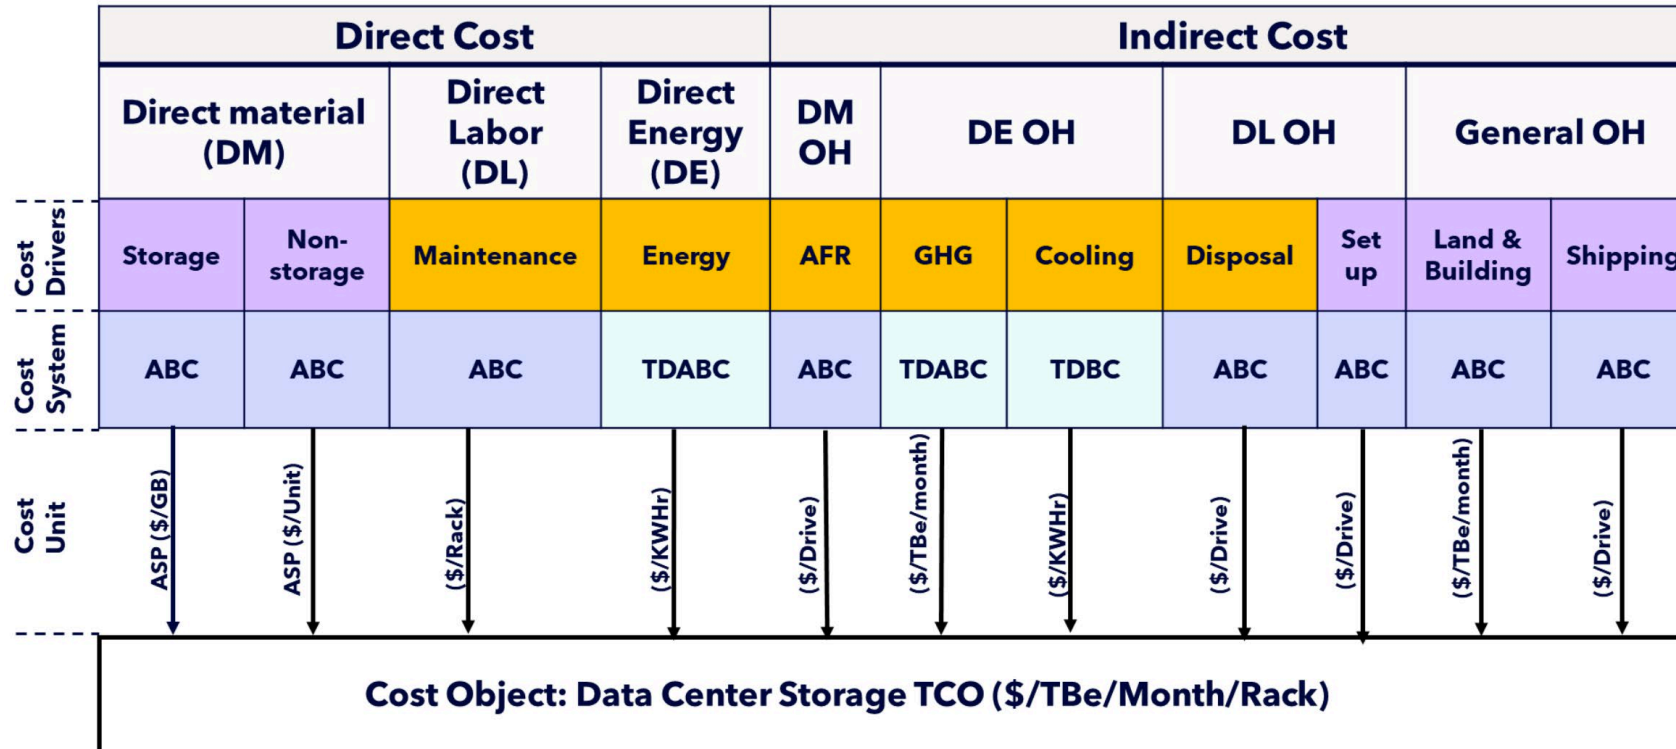 Direct Cost
Indirect Cost
Direct material
(DM)
Direct
Labor
(DL)
Direct
Energy
(DE)
DM
OH
DE OH
DL OH
General OH
Cost
Drivers
Storage
Non-
storage
Maintenance
Energy
AFR
GHG
Cooling
Disposal
Set
up
Land &
Building
Shipping
Cost
System
ABC
ABC
ABC
TDABC
ABC
TDABC
TDBC
ABC
ABC
ABC
ABC
Cost
Unit
ASP ($/GB)
ASP ($/Unit)
($/Rack)
($/KWHr)
($/Drive)
($/TBe/month)
($/KWHr)
($/Drive)
($/Drive)
($/TBe/month)
($/Drive)
Cost Object: Data Center Storage TCO ($/TBe/Month/Rack)